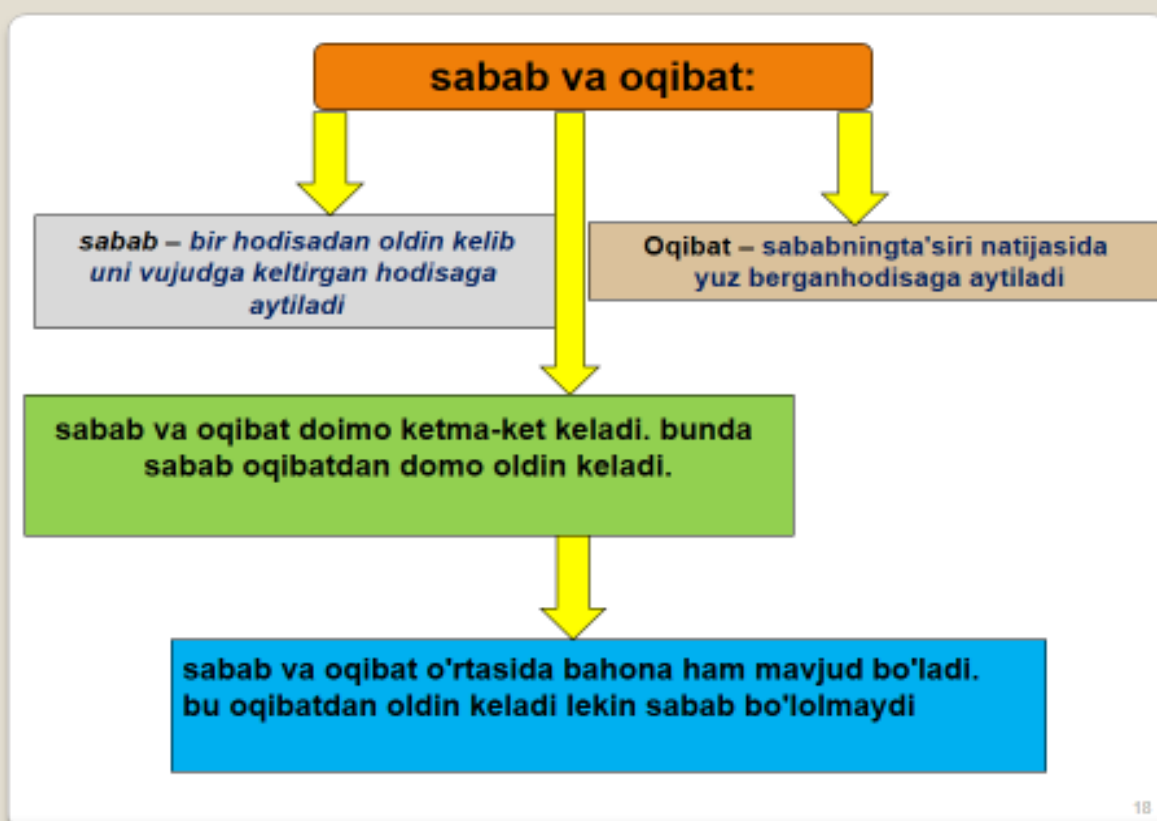 sabab va oqibat:
sabab – bir hodisadan oldin kelib
uni vujudga keltirgan hodisaga
aytiladi
Oqibat – sababningta'siri natijasida
yuz berganhodisaga aytiladi
sabab va oqibat doimo ketma-ket keladi. bunda
sabab oqibatdan domo oldin keladi.
sabab va oqibat o'rtasida bahona ham mavjud bo'ladi.
bu oqibatdan oldin keladi lekin sabab bo'lolmaydi
18